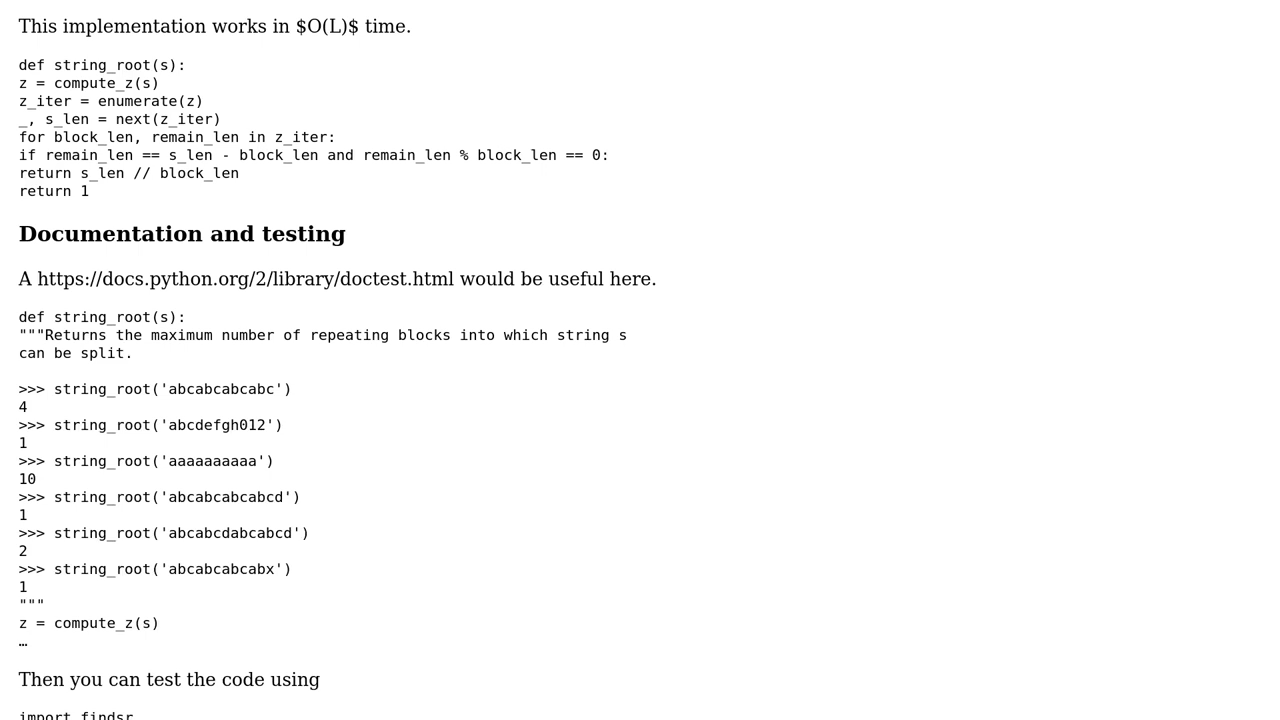 This implementation works in $O(L)$ time.
def string_root(s):
z = compute_z(s)
z_iter = enumerate(z)
_, s_len = next(z_iter)
for block_len, remain_len in z_iter:
if remain_len == s_len - block_len and remain_len % block_len == 0:
return s_len // block_len
return 1
Documentation and testing
A https://docs.python.org/2/library/doctest.html would be useful here.
def string_root(s):
"""Returns the maximum number of repeating blocks into which string s
can be split.
>>> string_root('abcabcabcabc')
4
>>> string_root('abcdefgh012')
1
>>> string_root('aaaaaaaaaa')
10
>>> string_root('abcabcabcabcd')
1
>>> string_root('abcabcdabcabcd')
2
>>> string_root('abcabcabcabx')
1
"""
z = compute_z(s)
…
Then you can test the code using
import findsr